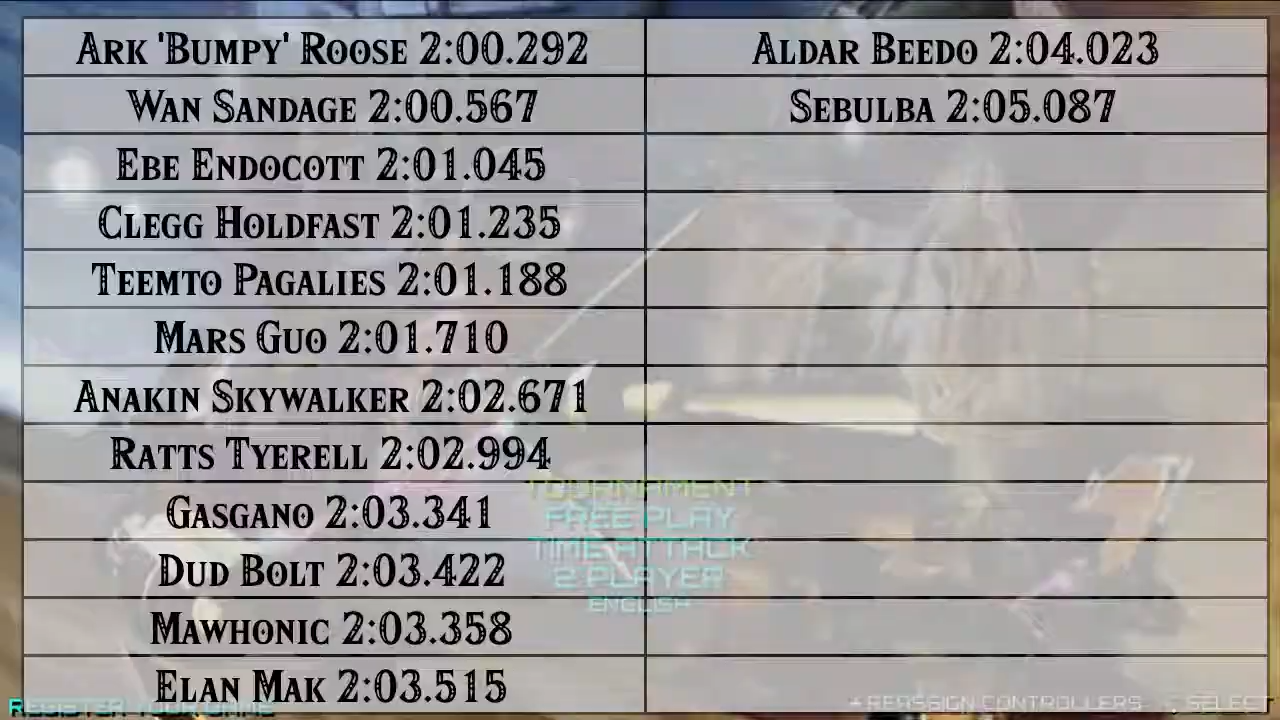 Ark 'Bumpy' Roose 2:00.292
Wan Sandage 2:00.567
Ebe Endocott 2:01.045
Clegg Holdfast 2:01.235
Teemto Pagalies 2:01.188
Mars Guo 2:01.710
Anakin Skywalker 2:02.671
Ratts Tyerell 2:02.994
Gasgano 2:03.341
Dud Bolt 2:03.422
Mawhonic 2:03.358
Elan Mak 2:03.515
Aldar Beedo 2:04.023
Sebulba 2:05.087
TOURNAMENT
FREE PLAY
TIME ATTACK
2 PLAYER
ENGLISH
REGISTER YOUR GAME
REASSIGN CONTROLLERS
SELECT